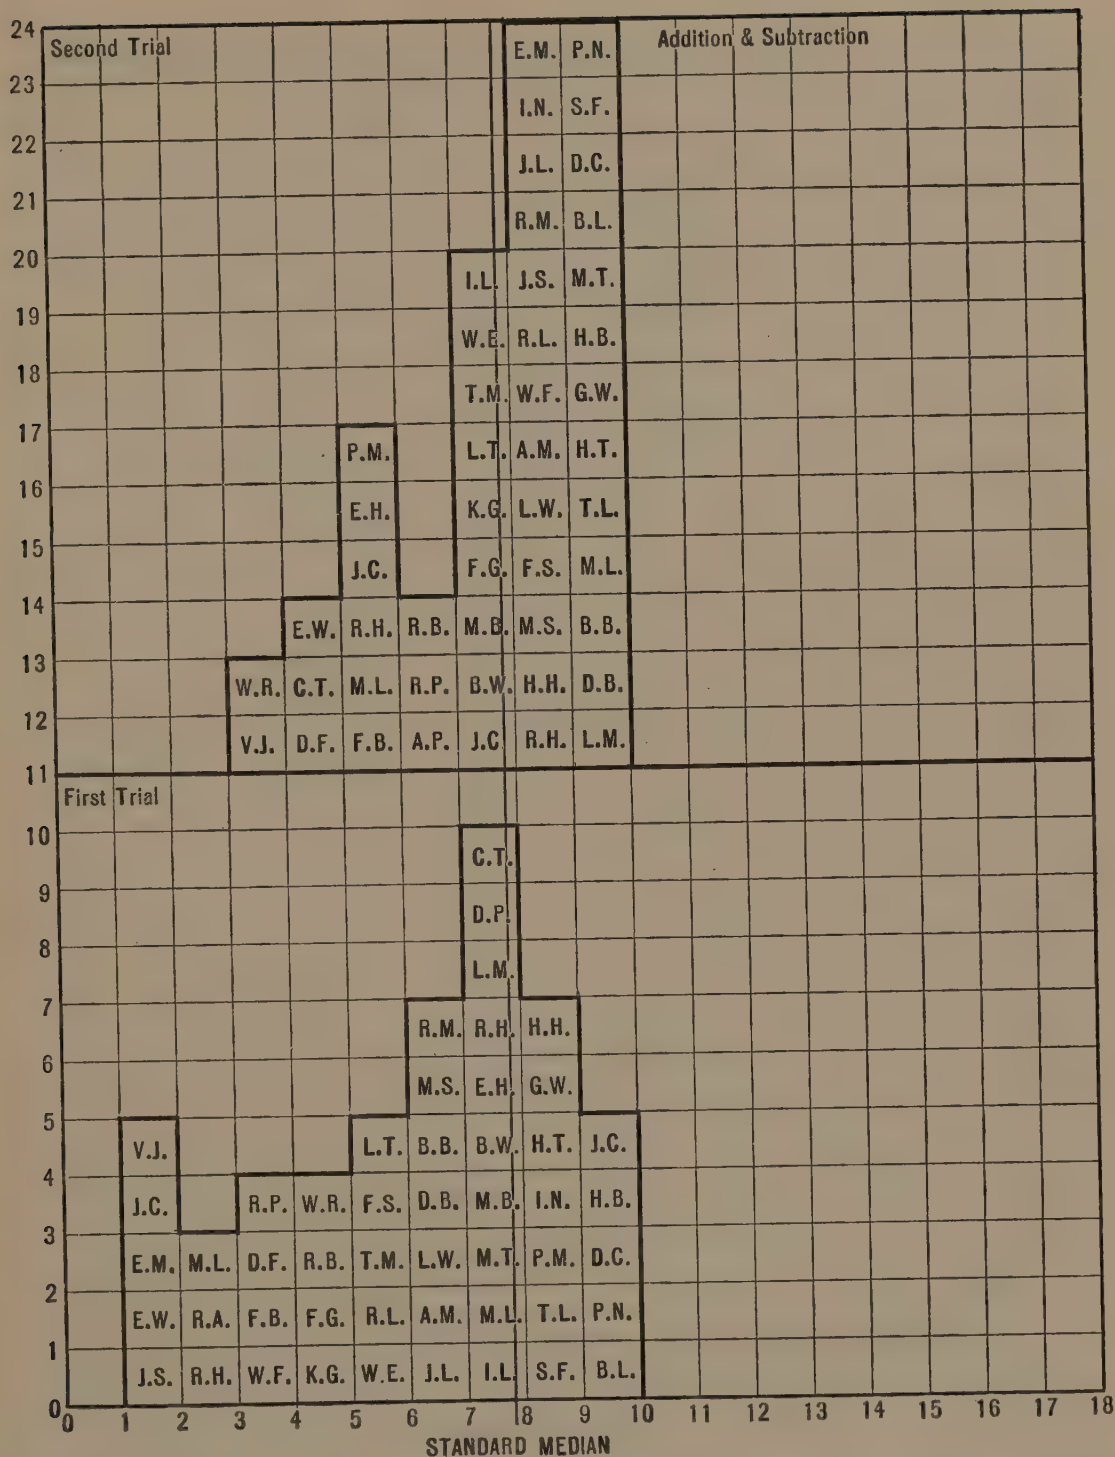 24 Second Trial E.M. P.N. Addition & Subtraction
23 I.N. S.F.
22 J.L. D.C.
21 R.M. B.L.
20 I.L. J.S. M.T.
19 W.E. R.L. H.B.
18 T.M. W.F. G.W.
17 P.M. L.T. A.M. H.T.
16 E.H. K.G. L.W. T.L.
15 J.C. F.G. F.S. M.L.
14 E.W. R.H. R.B. M.B. M.S. B.B.
13 W.R. C.T. M.L. R.P. B.W. H.H. D.B.
12 V.J. D.F. F.B. A.P. J.C R.H. L.M.
11 First Trial
10 C.T.
9 D.P.
8 L.M.
7 R.M. R.H. H.H.
6 M.S. E.H. G.W.
5 V.J. L.T. B.B. B.W. H.T. J.C.
4 J.C. R.P. W.R. F.S. D.B. M.B. I.N. H.B.
3 E.M. M.L. D.F. R.B. T.M. L.W. M.T. P.M. D.C.
2 E.W. R.A. F.B. F.G. R.L. A.M. M.L. T.L. P.N.
1 J.S. R.H. W.F. K.G. W.E. J.L. I.L. S.F. B.L.
0
0 1 2 3 4 5 6 7 8 9 10 11 12 13 14 15 16 17 18
STANDARD MEDIAN